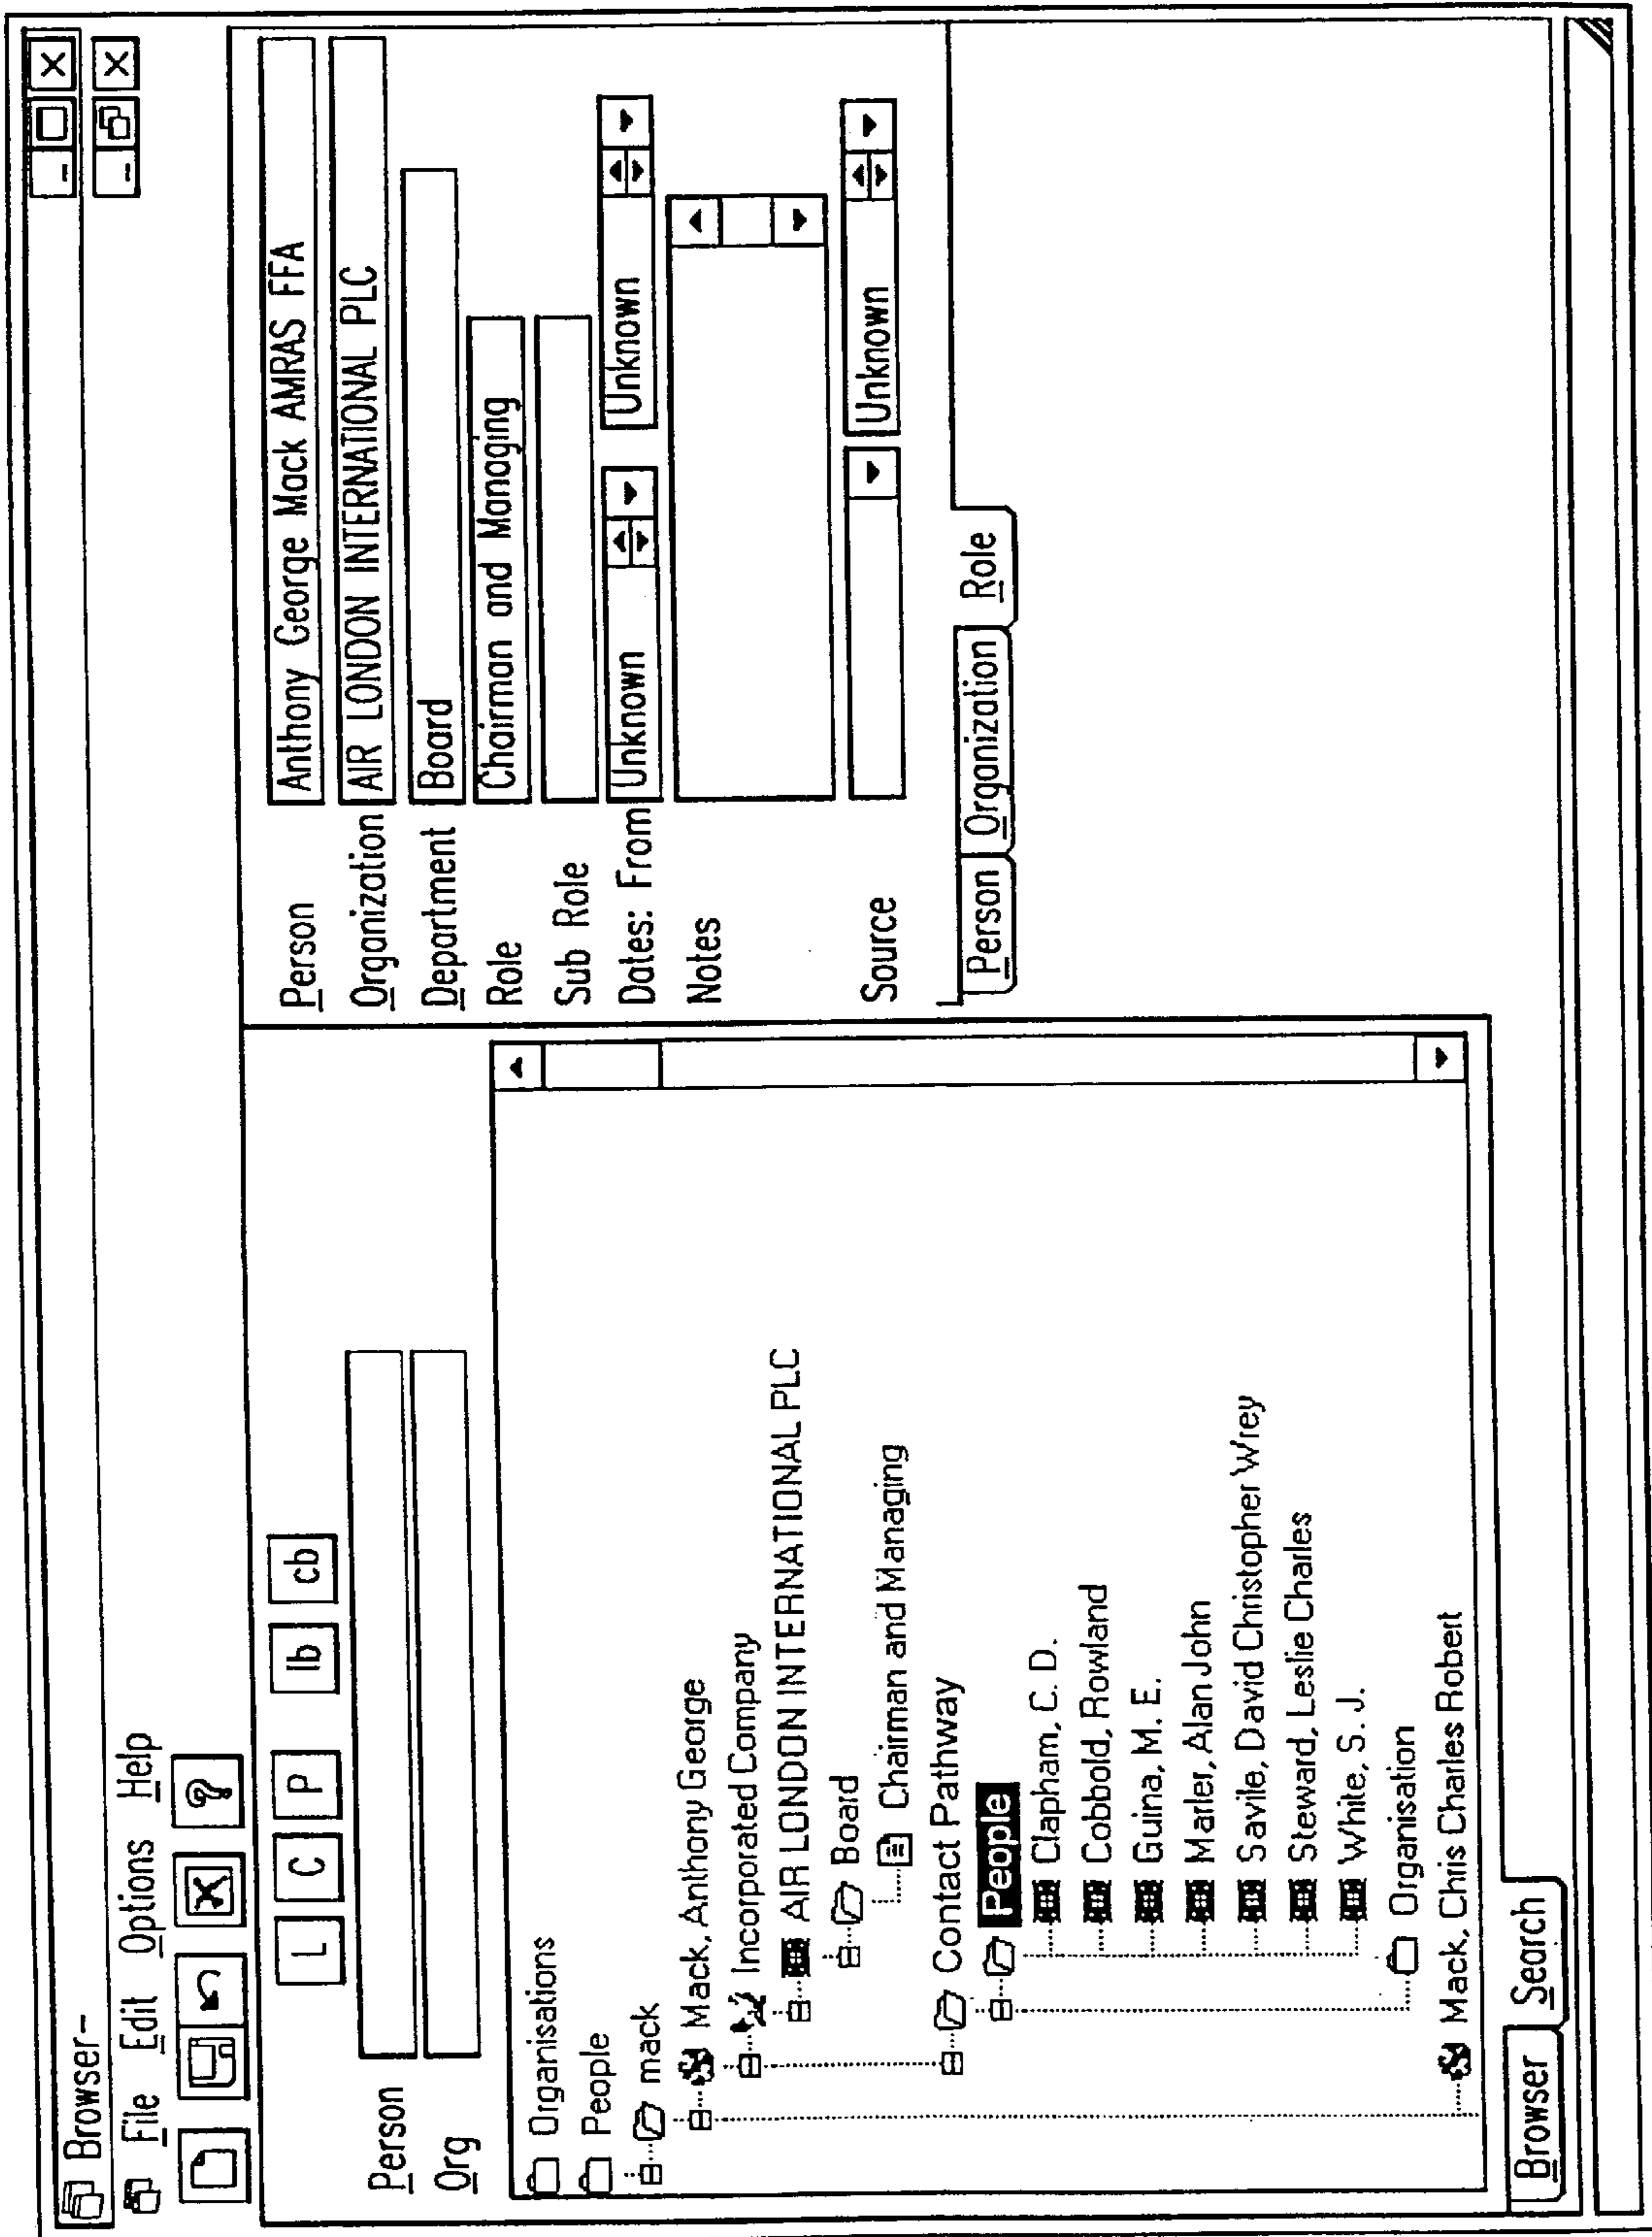 Browser-
File Edit Options Help
?
L C P lb cb
Person
Org
Organisations
People
mack
Mack, Anthony George
Incorporated Company
AIR LONDON INTERNATIONAL PLC
Board
Chairman and Managing
Contact Pathway
People
Clapham, C. D.
Cobbold, Rowland
Guina, M. E.
Marler, Alan John
Savile, David Christopher Wrey
Steward, Leslie Charles
White, S. J.
Organisation
Mack, Chris Charles Robert
Browser Search
Person Anthony George Mack AMRAS FFA
Organization AIR LONDON INTERNATIONAL PLC
Department Board
Role Chairman and Managing
Sub Role
Dates: From Unknown Unknown
Notes
Source Unknown
Person Organization Role